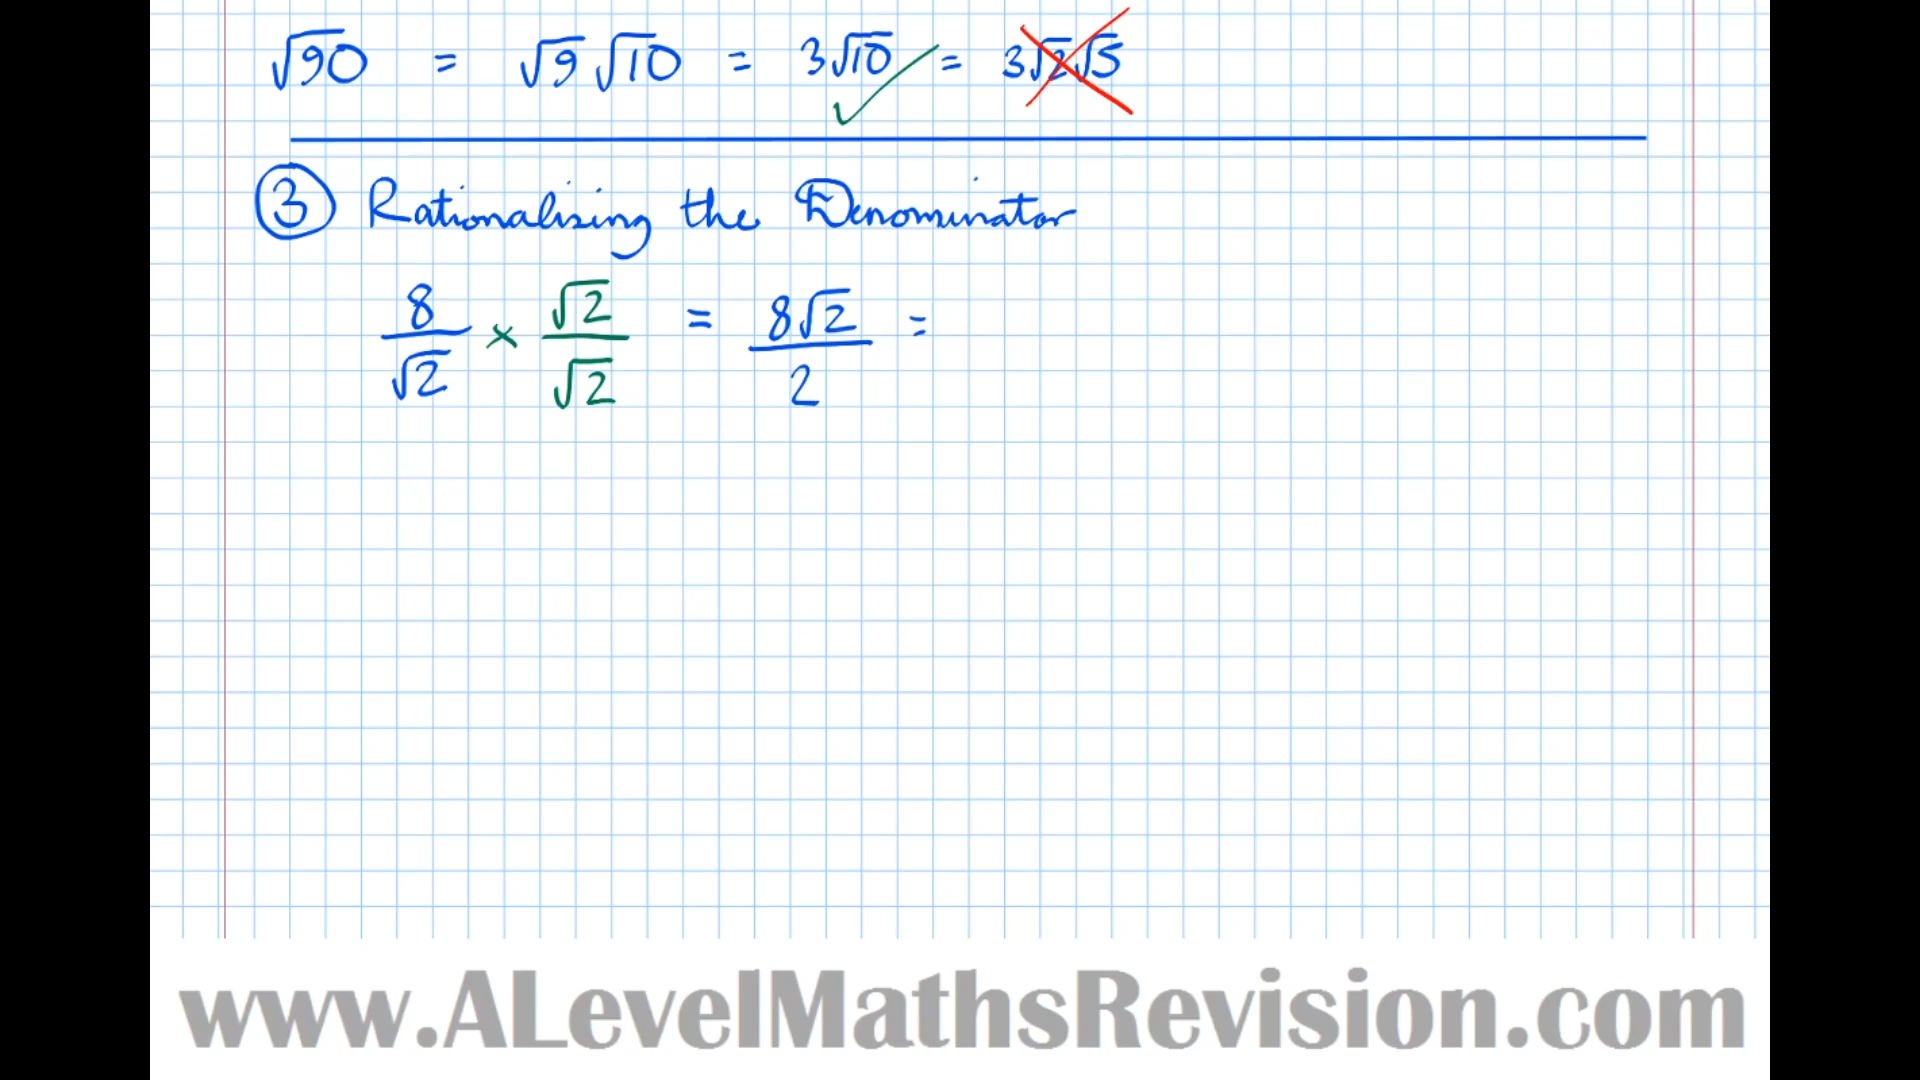 √90 = √9 √10 = 3√10 ✓ = 3√2√5
③ Rationalising the Denominator
8/√2 × √2/√2 = 8√2/2 =
www.ALevelMathsRevision.com